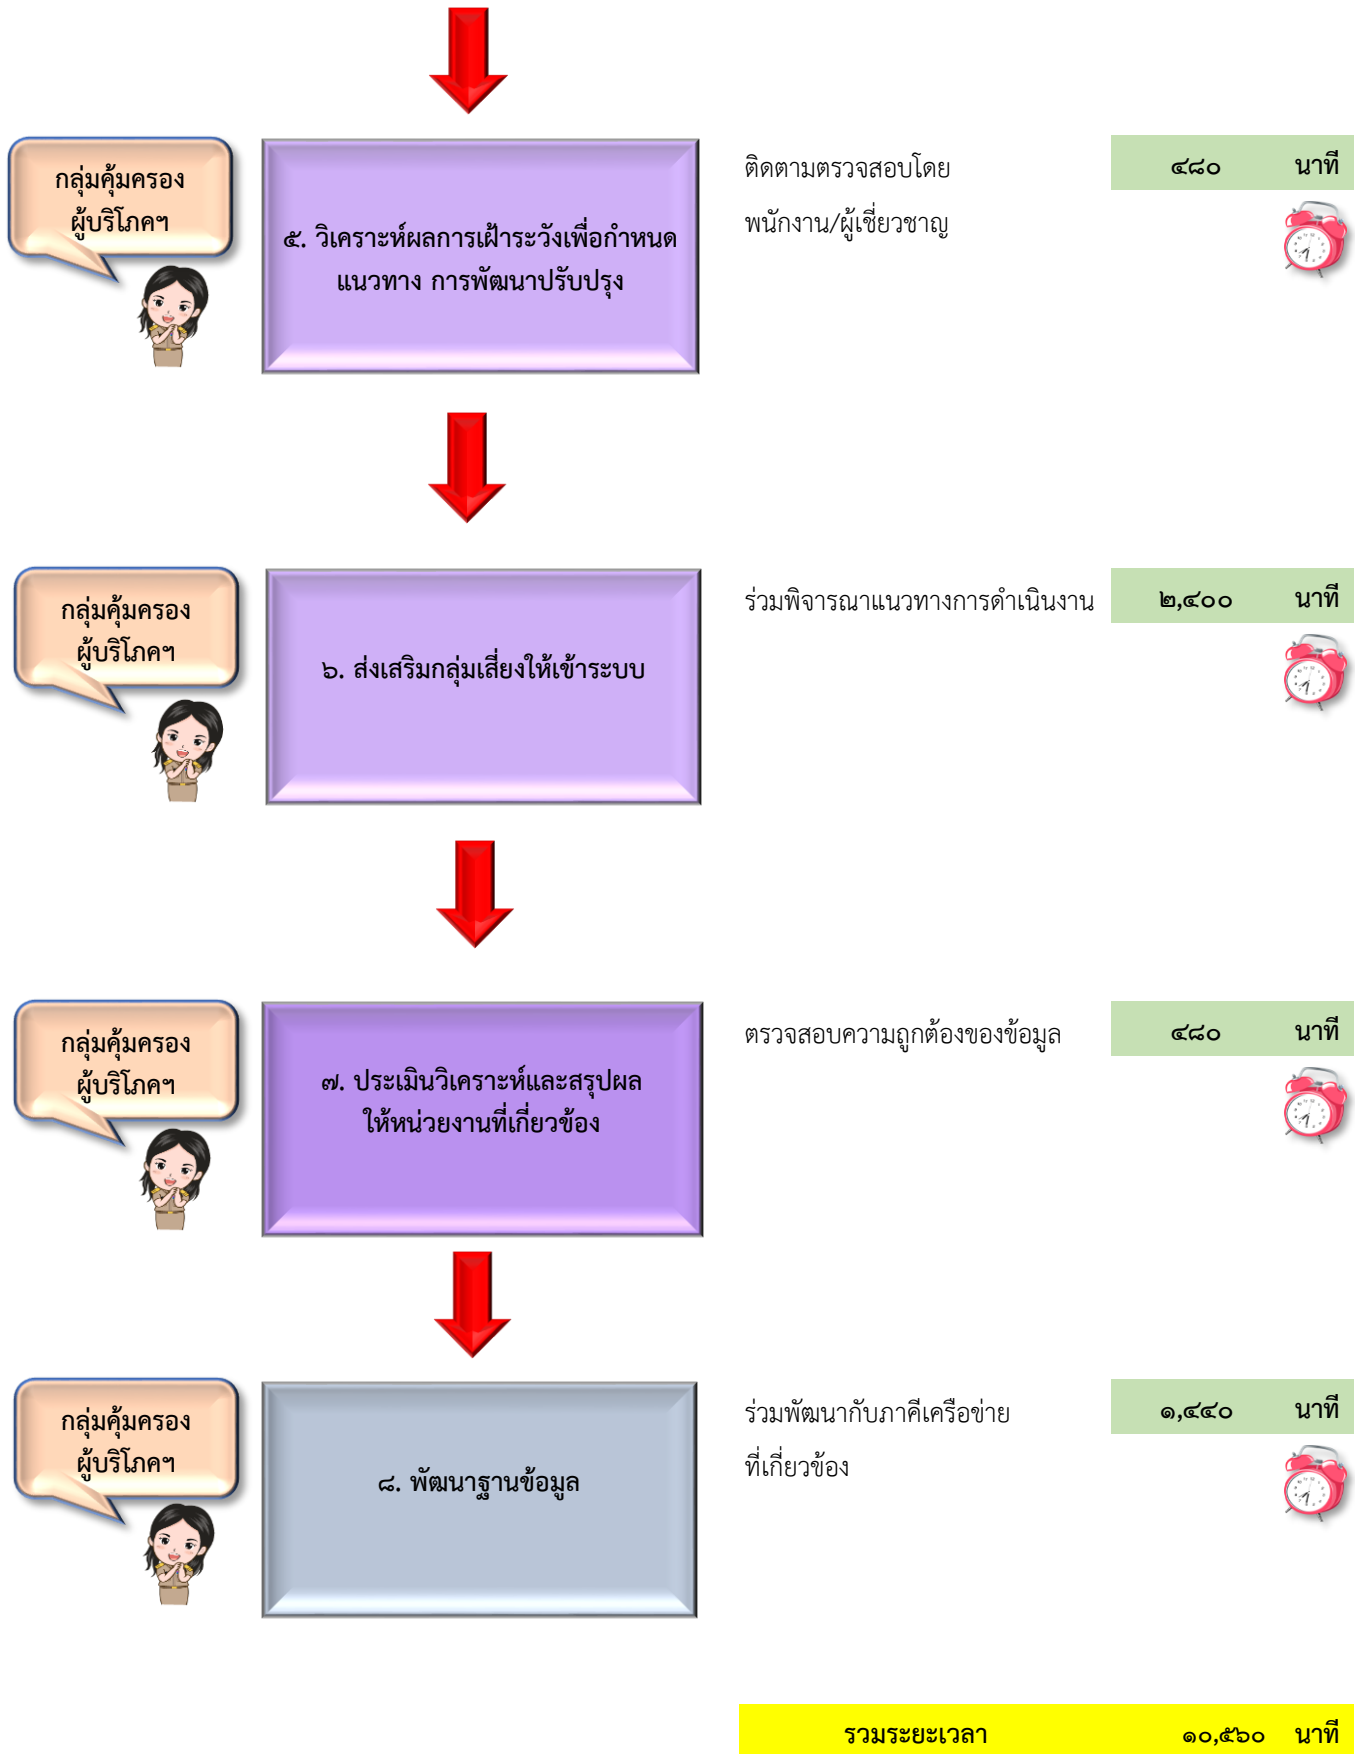 กลุ่มคุ้มครอง
ผู้บริโภคฯ
๕. วิเคราะห์ผลการเฝ้าระวังเพื่อกำหนด
แนวทาง การพัฒนาปรับปรุง
ติดตามตรวจสอบโดย
พนักงาน/ผู้เชี่ยวชาญ
๔๘๐ นาที
กลุ่มคุ้มครอง
ผู้บริโภคฯ
๖. ส่งเสริมกลุ่มเสี่ยงให้เข้าระบบ
ร่วมพิจารณาแนวทางการดำเนินงาน
๒,๔๐๐ นาที
กลุ่มคุ้มครอง
ผู้บริโภคฯ
๗. ประเมินวิเคราะห์และสรุปผล
ให้หน่วยงานที่เกี่ยวข้อง
ตรวจสอบความถูกต้องของข้อมูล
๔๘๐ นาที
กลุ่มคุ้มครอง
ผู้บริโภคฯ
๘. พัฒนาฐานข้อมูล
ร่วมพัฒนากับภาคีเครือข่าย
ที่เกี่ยวข้อง
๑,๔๔๐ นาที
รวมระยะเวลา ๑๐,๕๖๐ นาที